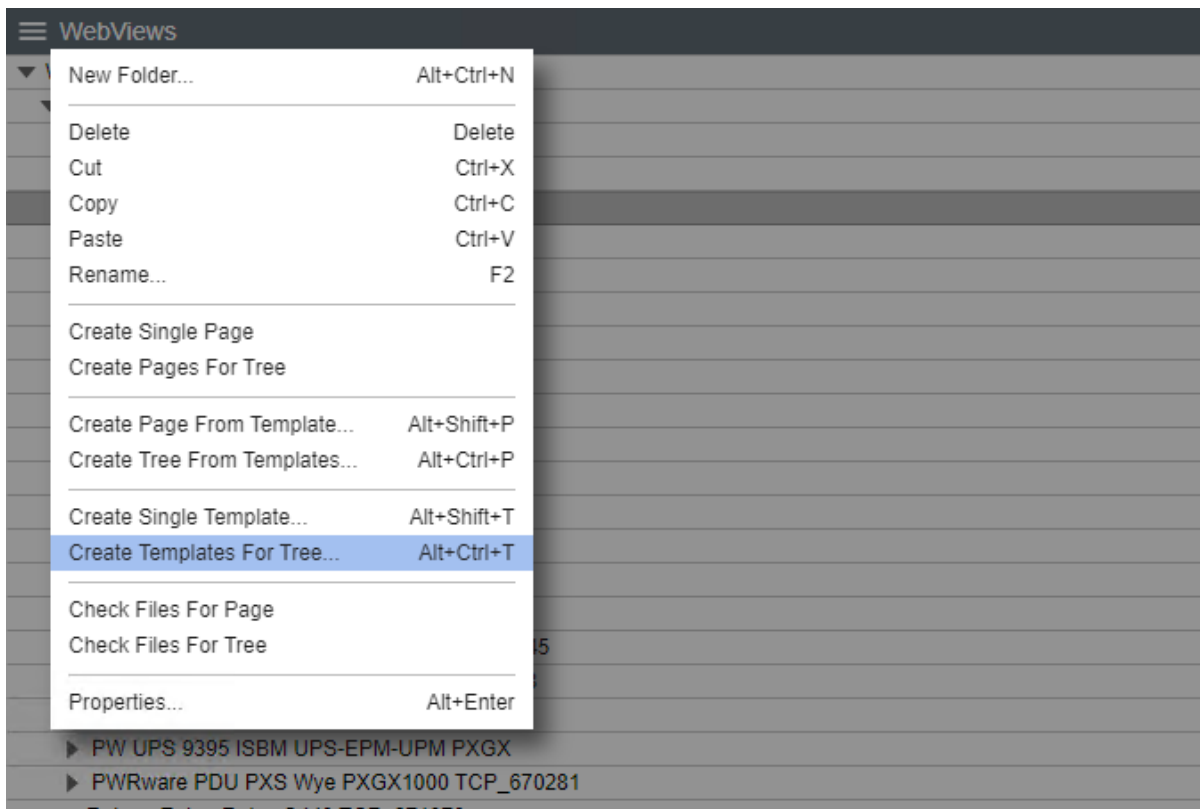 WebViews
New Folder... Alt+Ctrl+N
Delete Delete
Cut Ctrl+X
Copy Ctrl+C
Paste Ctrl+V
Rename... F2
Create Single Page
Create Pages For Tree
Create Page From Template... Alt+Shift+P
Create Tree From Templates... Alt+Ctrl+P
Create Single Template... Alt+Shift+T
Create Templates For Tree... Alt+Ctrl+T
Check Files For Page
Check Files For Tree
Properties... Alt+Enter
PW UPS 9395 ISBM UPS-EPM-UPM PXGX
PWRware PDU PXS Wye PXGX1000 TCP_670281